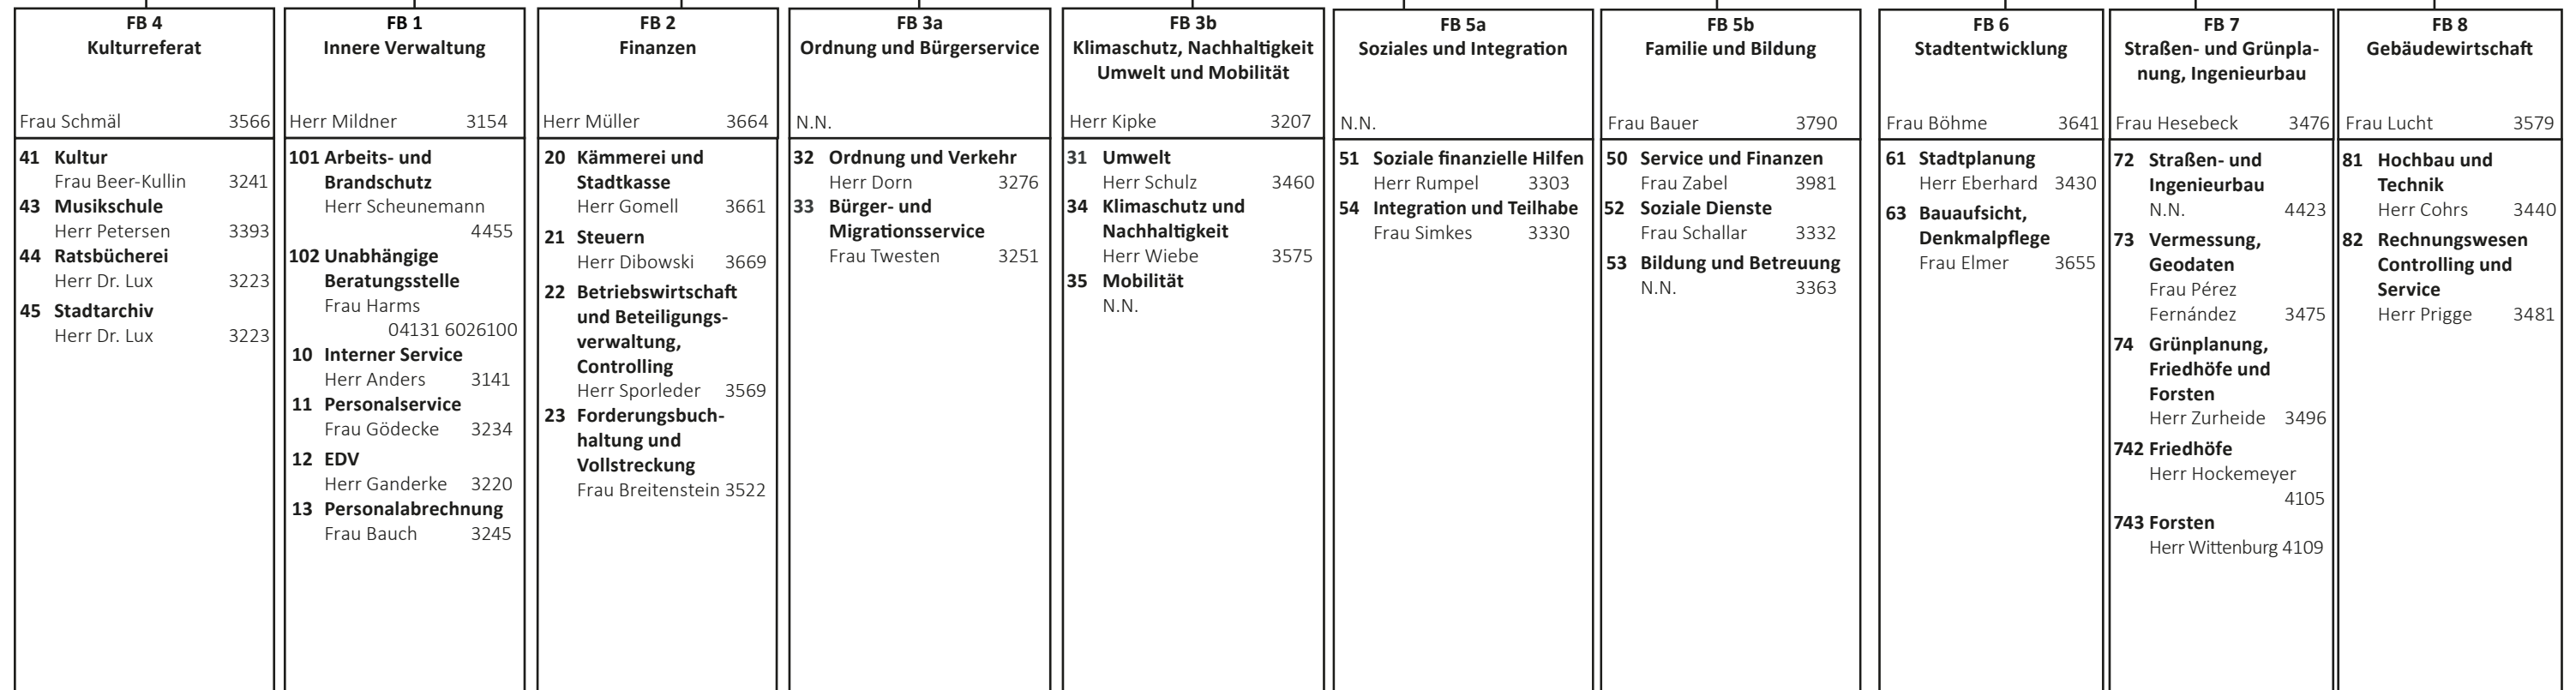 FB 4
Kulturreferat
Frau Schmäl 3566
41 Kultur
Frau Beer-Kullin 3241
43 Musikschule
Herr Petersen 3393
44 Ratsbücherei
Herr Dr. Lux 3223
45 Stadtarchiv
Herr Dr. Lux 3223
FB 1
Innere Verwaltung
Herr Mildner 3154
101 Arbeits- und
Brandschutz
Herr Scheunemann
4455
102 Unabhängige
Beratungsstelle
Frau Harms
04131 6026100
10 Interner Service
Herr Anders 3141
11 Personalservice
Frau Gödecke 3234
12 EDV
Herr Ganderke 3220
13 Personalabrechnung
Frau Bauch 3245
FB 2
Finanzen
Herr Müller 3664
20 Kämmerei und
Stadtkasse
Herr Gomell 3661
21 Steuern
Herr Dibowski 3669
22 Betriebswirtschaft
und Beteiligungs-
verwaltung,
Controlling
Herr Sporleder 3569
23 Forderungsbuch-
haltung und
Vollstreckung
Frau Breitenstein 3522
FB 3a
Ordnung und Bürgerservice
N.N.
32 Ordnung und Verkehr
Herr Dorn 3276
33 Bürger- und
Migrationsservice
Frau Twesten 3251
FB 3b
Klimaschutz, Nachhaltigkeit
Umwelt und Mobilität
Herr Kipke 3207
31 Umwelt
Herr Schulz 3460
34 Klimaschutz und
Nachhaltigkeit
Herr Wiebe 3575
35 Mobilität
N.N.
FB 5a
Soziales und Integration
N.N.
51 Soziale finanzielle Hilfen
Herr Rumpel 3303
54 Integration und Teilhabe
Frau Simkes 3330
FB 5b
Familie und Bildung
Frau Bauer 3790
50 Service und Finanzen
Frau Zabel 3981
52 Soziale Dienste
Frau Schallar 3332
53 Bildung und Betreuung
N.N. 3363
FB 6
Stadtentwicklung
Frau Böhme 3641
61 Stadtplanung
Herr Eberhard 3430
63 Bauaufsicht,
Denkmalpflege
Frau Elmer 3655
FB 7
Straßen- und Grünpla-
nung, Ingenieurbau
Frau Hesebeck 3476
72 Straßen- und
Ingenieurbau
N.N. 4423
73 Vermessung,
Geodaten
Frau Pérez
Fernández 3475
74 Grünplanung,
Friedhöfe und
Forsten
Herr Zurheide 3496
742 Friedhöfe
Herr Hockemeyer
4105
743 Forsten
Herr Wittenburg 4109
FB 8
Gebäudewirtschaft
Frau Lucht 3579
81 Hochbau und
Technik
Herr Cohrs 3440
82 Rechnungswesen
Controlling und
Service
Herr Prigge 3481